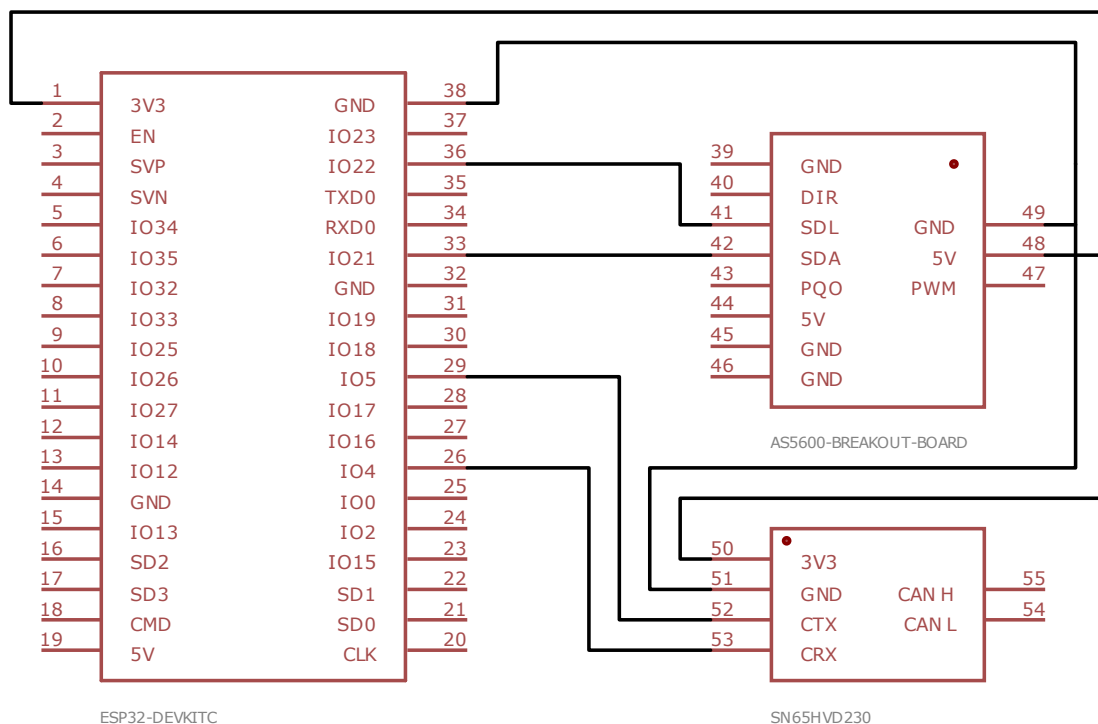 1 3V3 GND 38
2 EN IO23 37
3 SVP IO22 36
4 SVN TXD0 35
5 IO34 RXD0 34
6 IO35 IO21 33
7 IO32 GND 32
8 IO33 IO19 31
9 IO25 IO18 30
10 IO26 IO5 29
11 IO27 IO17 28
12 IO14 IO16 27
13 IO12 IO4 26
14 GND IO0 25
15 IO13 IO2 24
16 SD2 IO15 23
17 SD3 SD1 22
18 CMD SD0 21
19 5V CLK 20
ESP32-DEVKITC
39 GND
40 DIR
41 SDL GND 49
42 SDA 5V 48
43 PQO PWM 47
44 5V
45 GND
46 GND
AS5600-BREAKOUT-BOARD
50 3V3
51 GND CAN H 55
52 CTX CAN L 54
53 CRX
SN65HVD230